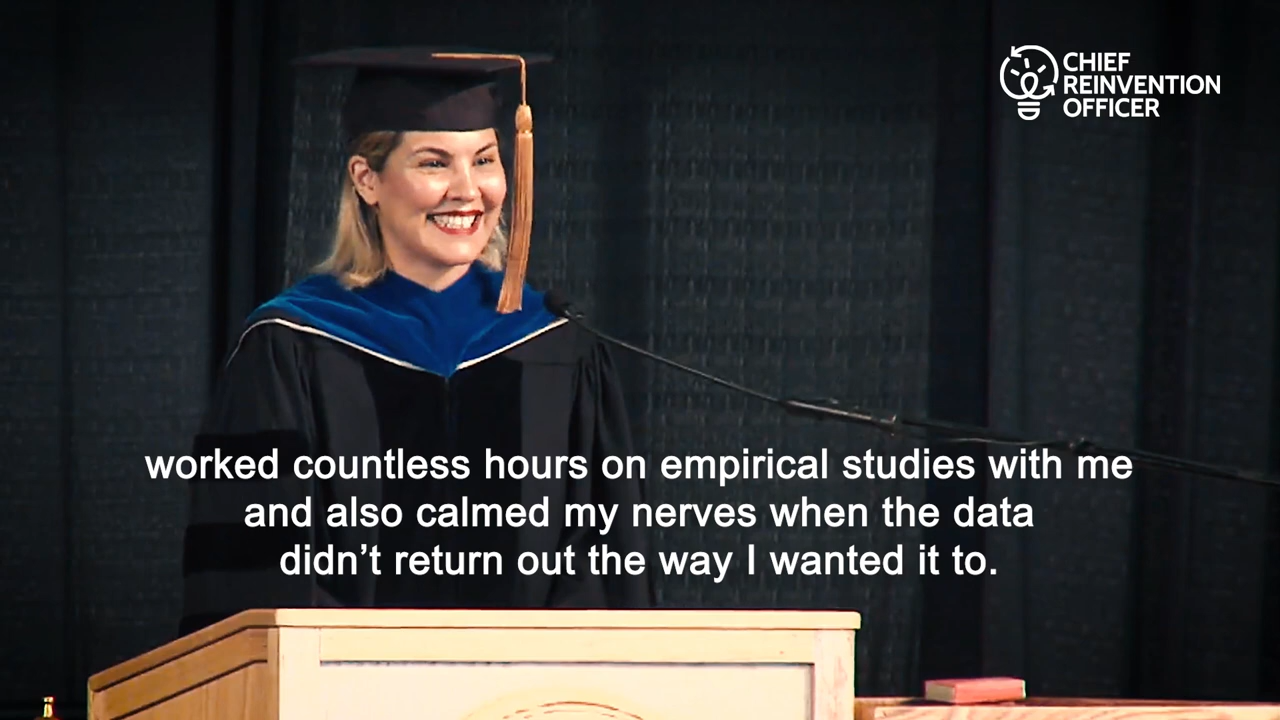 CHIEF
REINVENTION
OFFICER
worked countless hours on empirical studies with me
and also calmed my nerves when the data
didn’t return out the way I wanted it to.